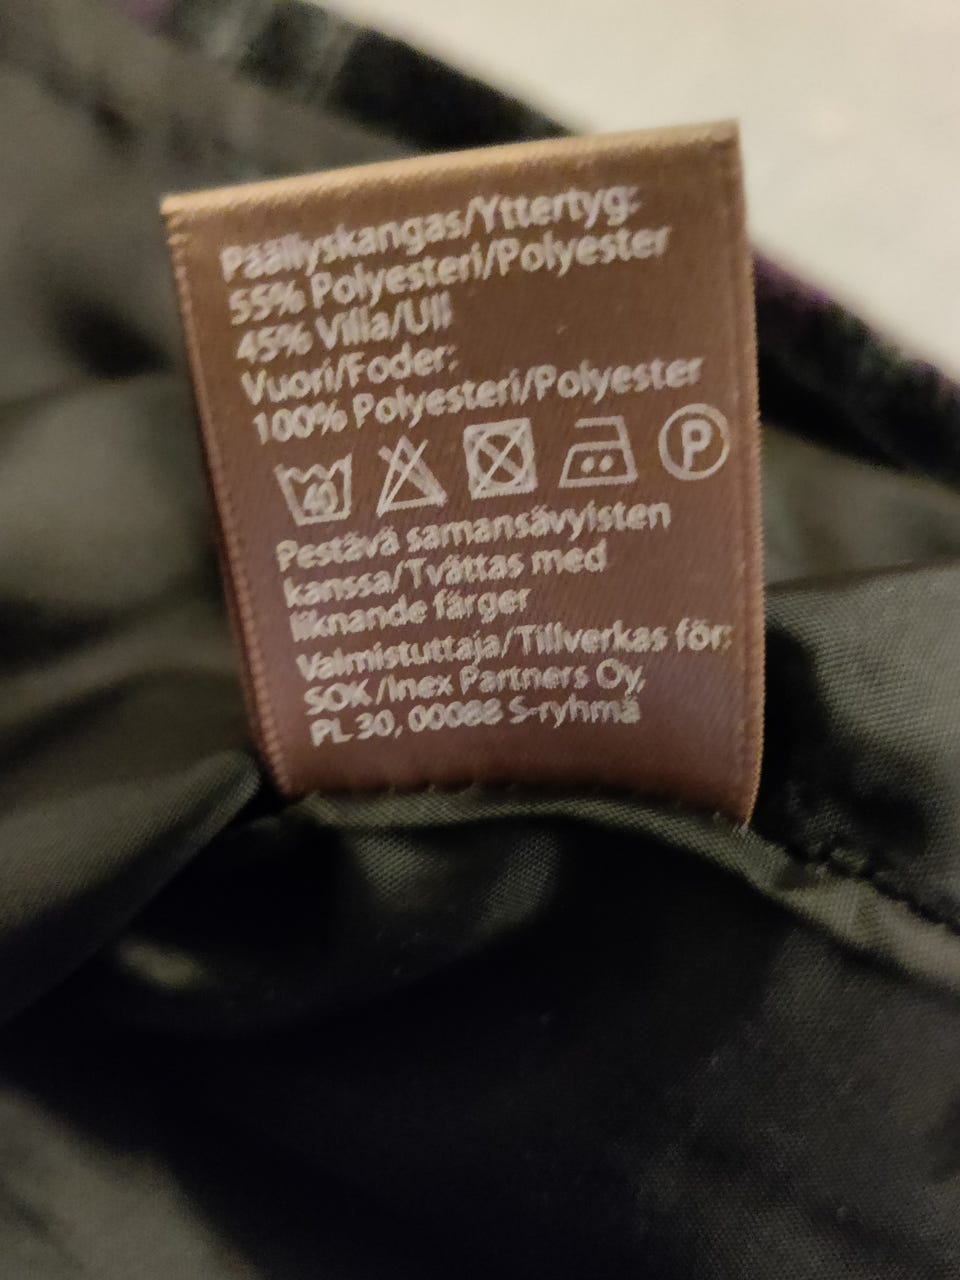 Päällyskangas/Yttertyg:
55% Polyesteri/Polyester
45% Villa/Ull
Vuori/Foder:
100% Polyesteri/Polyester
40 P
Pestävä samansävyisten
kanssa/Tvättas med
liknande färger
Valmistuttaja/Tillverkas för:
SOK/Inex Partners Oy,
PL 30, 00088 S-ryhmä